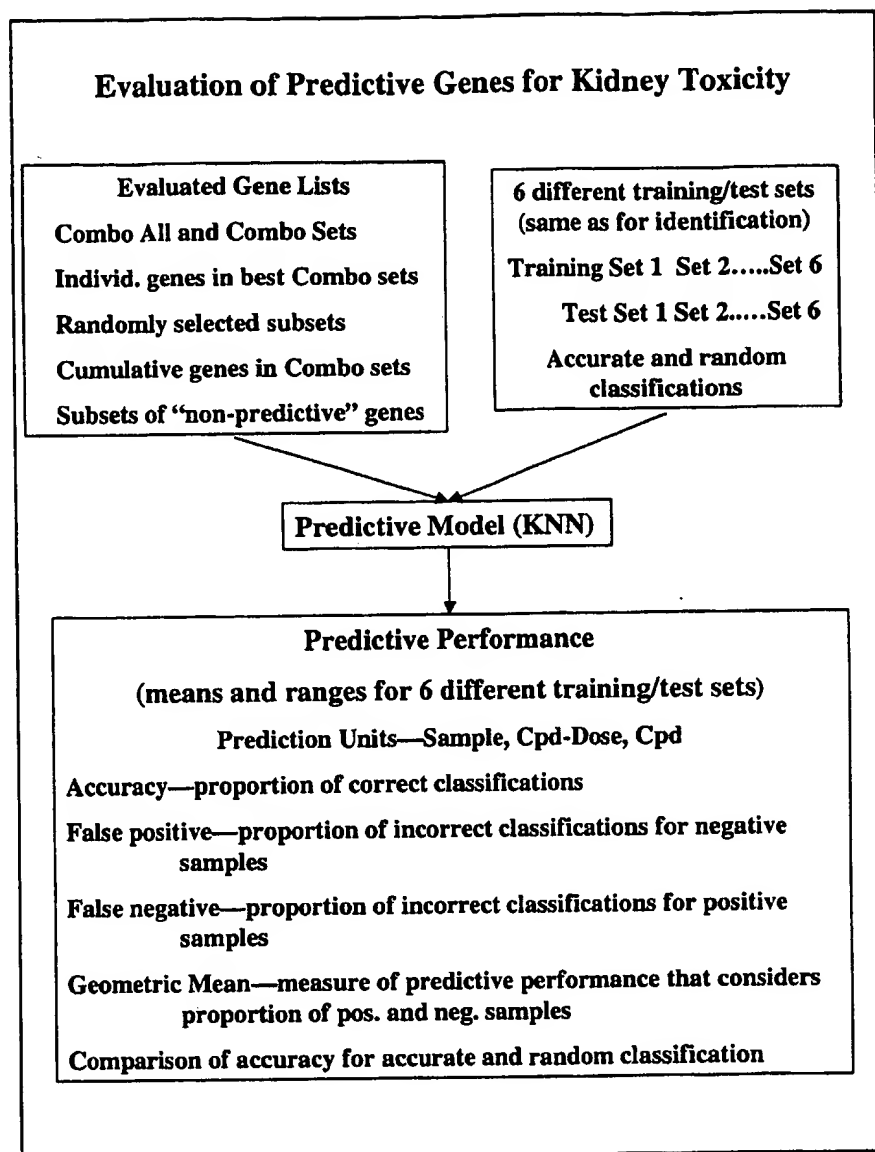 Evaluation of Predictive Genes for Kidney Toxicity
Evaluated Gene Lists
Combo All and Combo Sets
Individ. genes in best Combo sets
Randomly selected subsets
Cumulative genes in Combo sets
Subsets of “non-predictive” genes
6 different training/test sets
(same as for identification)
Training Set 1 Set 2.....Set 6
Test Set 1 Set 2.....Set 6
Accurate and random
classifications
Predictive Model (KNN)
Predictive Performance
(means and ranges for 6 different training/test sets)
Prediction Units—Sample, Cpd-Dose, Cpd
Accuracy—proportion of correct classifications
False positive—proportion of incorrect classifications for negative
samples
False negative—proportion of incorrect classifications for positive
samples
Geometric Mean—measure of predictive performance that considers
proportion of pos. and neg. samples
Comparison of accuracy for accurate and random classification